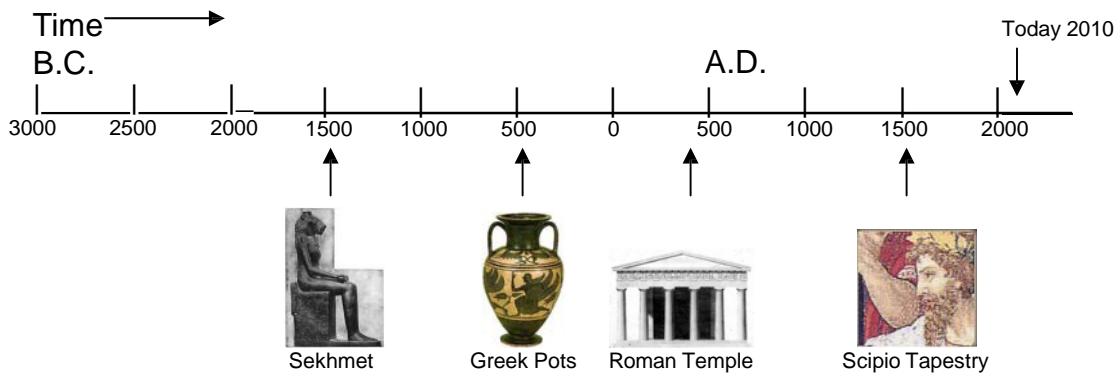 Time
Today 2010
B.C.
A.D.
3000 2500 2000 1500 1000 500 0 500 1000 1500 2000
Sekhmet Greek Pots Roman Temple Scipio Tapestry